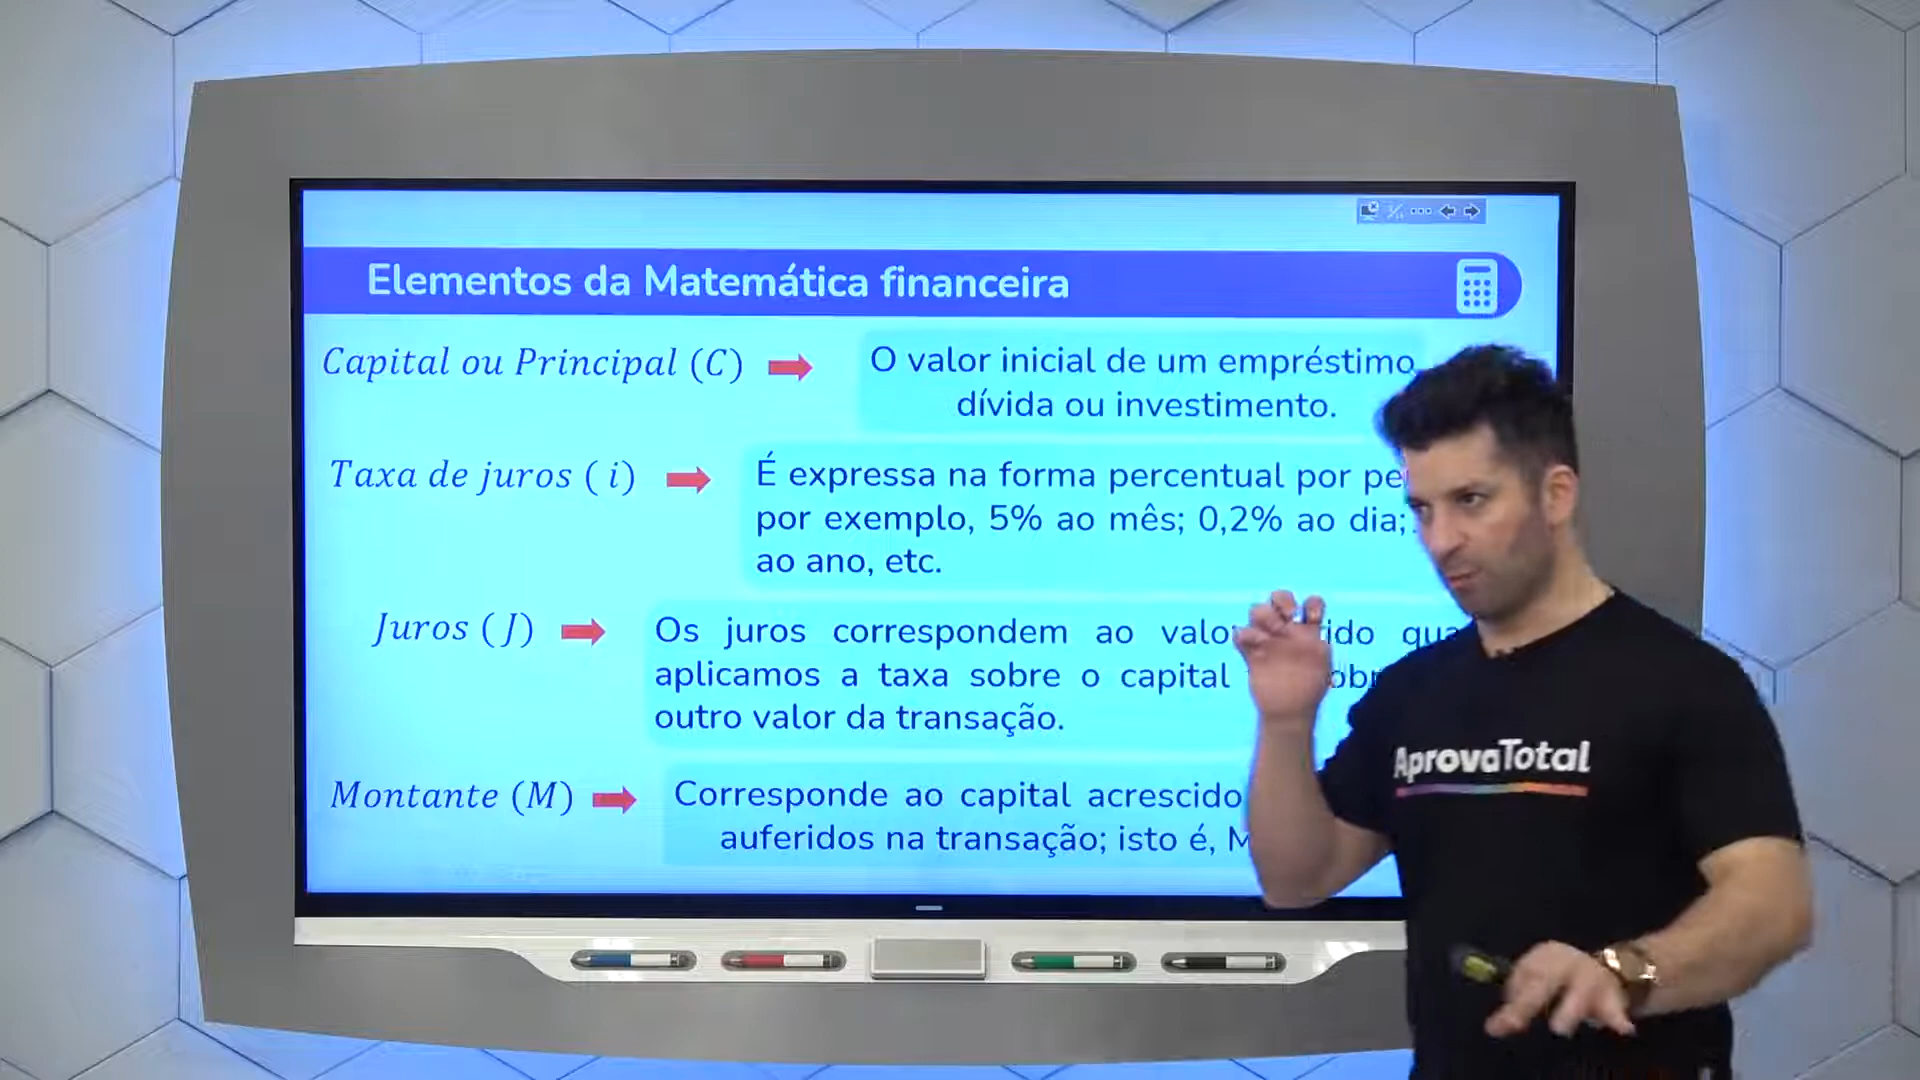 Elementos da Matemática financeira
Capital ou Principal (C)
O valor inicial de um empréstimo,
dívida ou investimento.
Taxa de juros ( i)
É expressa na forma percentual por
por exemplo, 5% ao mês; 0,2% ao dia;
ao ano, etc.
Juros ( J)
Os juros correspondem ao valor
aplicamos a taxa sobre o capital
outro valor da transação.
Montante (M)
Corresponde ao capital acrescido
auferidos na transação; isto é, M
AprovaTotal